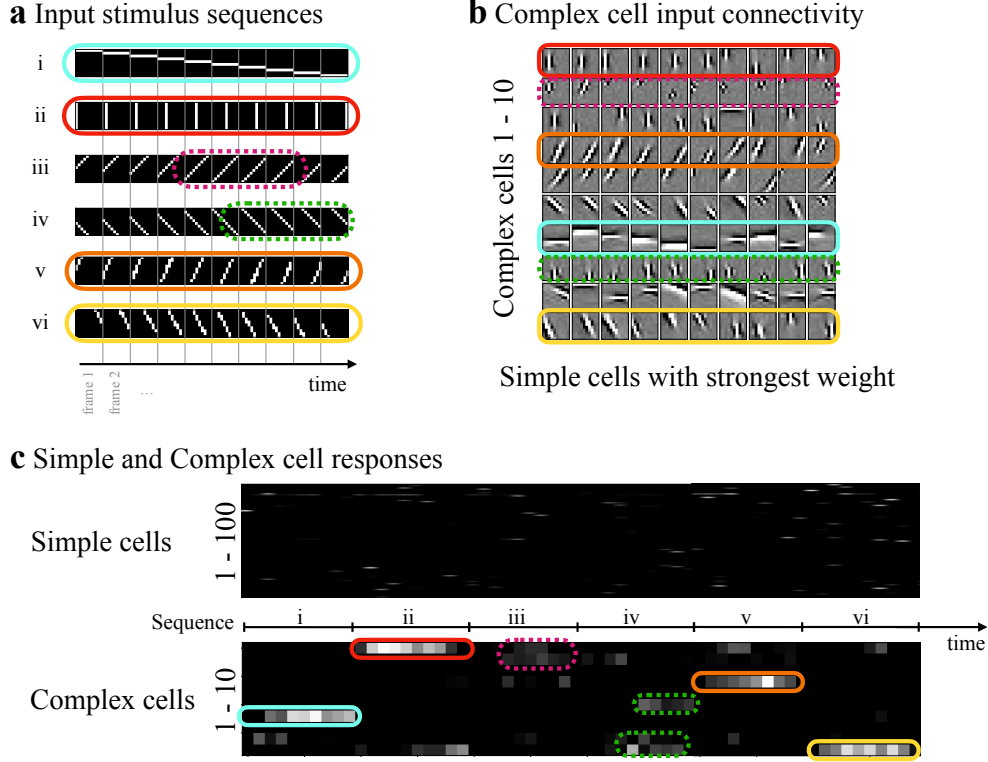 a Input stimulus sequences
i
ii
iii
iv
v
vi
time
frame 1
frame 2
...
b Complex cell input connectivity
Complex cells 1 - 10
Simple cells with strongest weight
c Simple and Complex cell responses
Simple cells
1 - 100
Sequence
i ii iii iv v vi
time
Complex cells
1 - 10